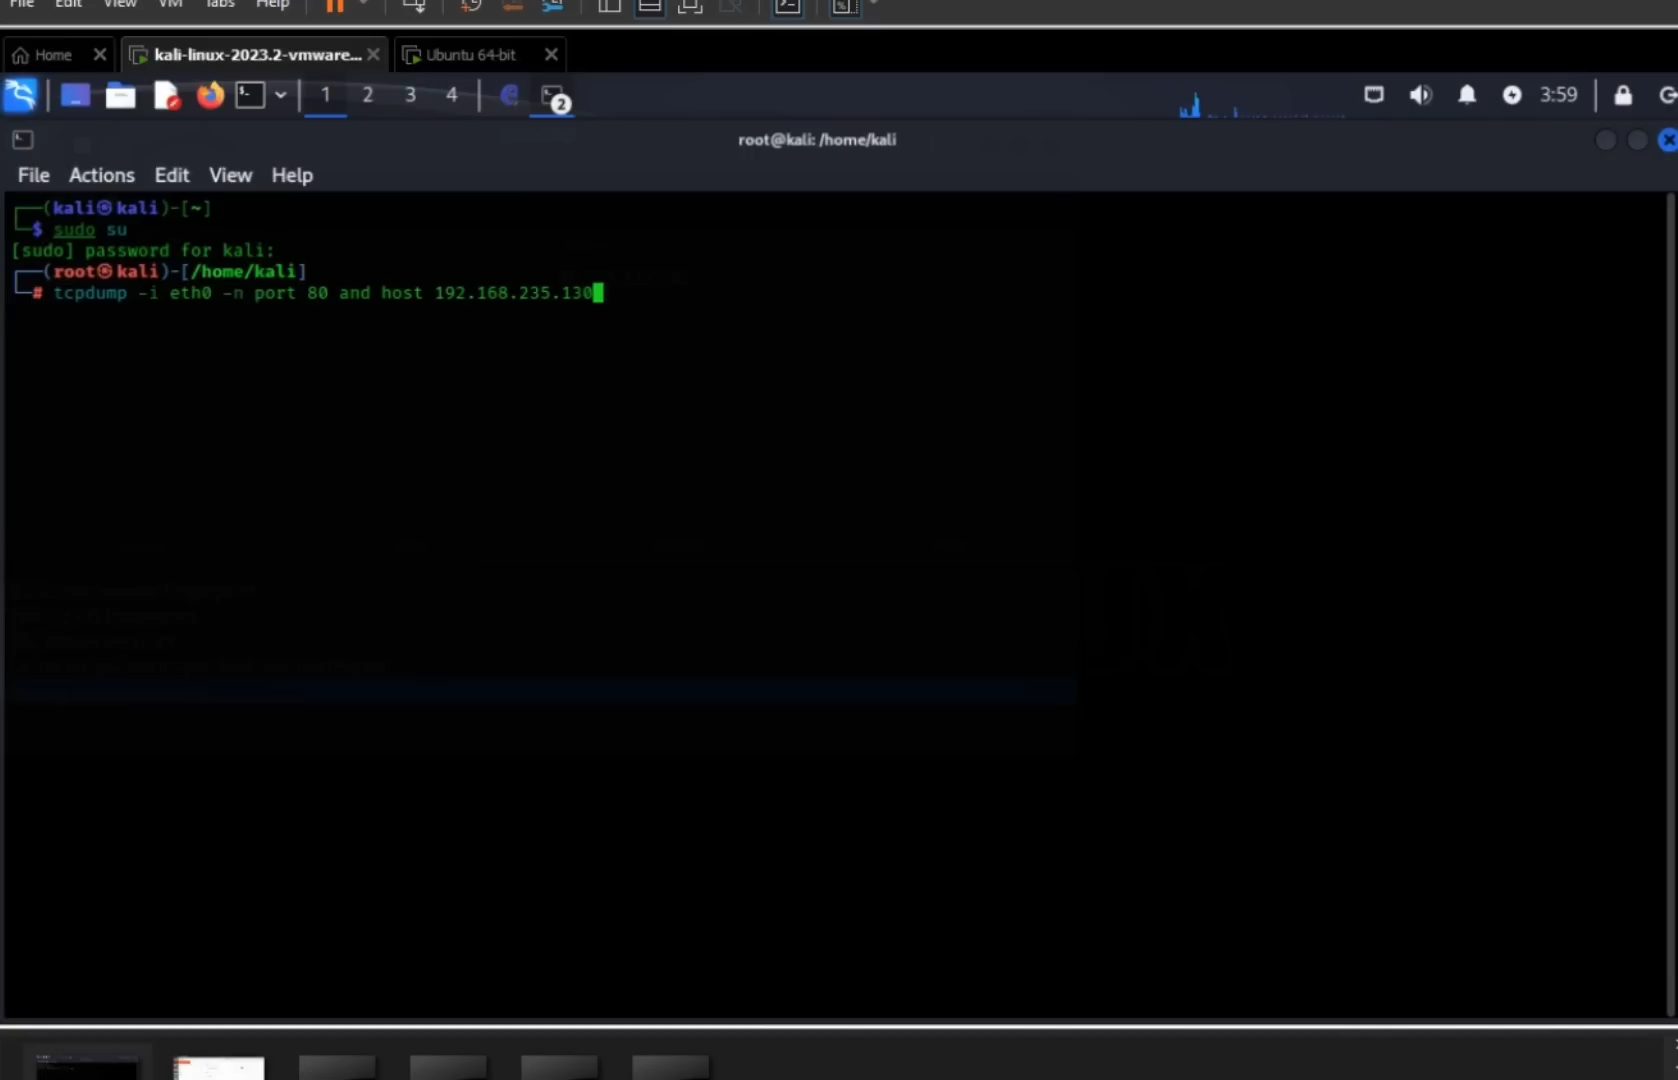 File Edit View VM Tabs Help
Home kali-linux-2023.2-vmware... Ubuntu 64-bit
1 2 3 4 2 3:59
root@kali: /home/kali
File Actions Edit View Help
(kali㉿kali)-[~]
$ sudo su
[sudo] password for kali:
(root㉿kali)-[/home/kali]
# tcpdump -i eth0 -n port 80 and host 192.168.235.130